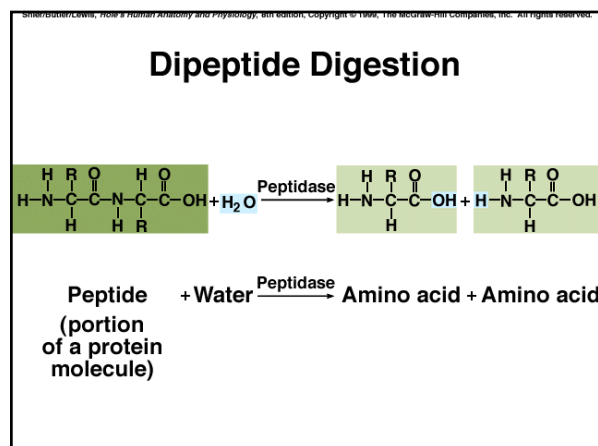 Shier/Butler/Lewis, Hole's Human Anatomy and Physiology, 8th edition, Copyright © 1999, The McGraw-Hill Companies, Inc. All rights reserved.
Dipeptide Digestion
H R O H O H R O H R O
H–N–C–C–N–C–C–OH + H₂O Peptidase H–N–C–C–OH + H–N–C–C–OH
H H R H H
Peptide + Water Peptidase Amino acid + Amino acid
(portion
of a protein
molecule)